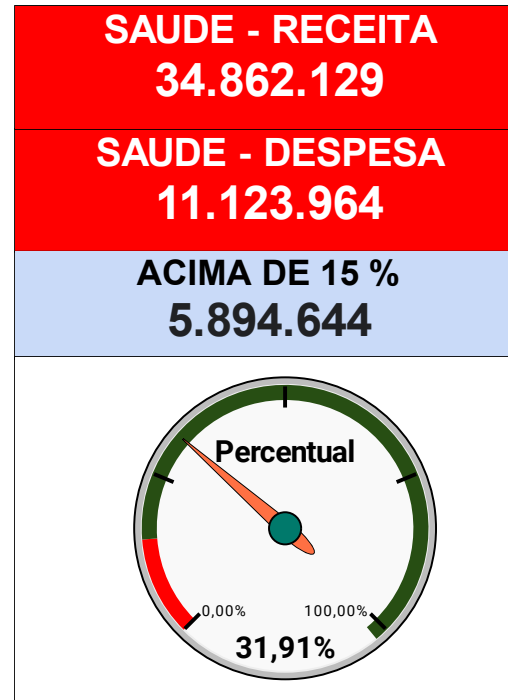 SAUDE - RECEITA
34.862.129
SAUDE - DESPESA
11.123.964
ACIMA DE 15 %
5.894.644
Percentual
0,00% 100,00%
31,91%